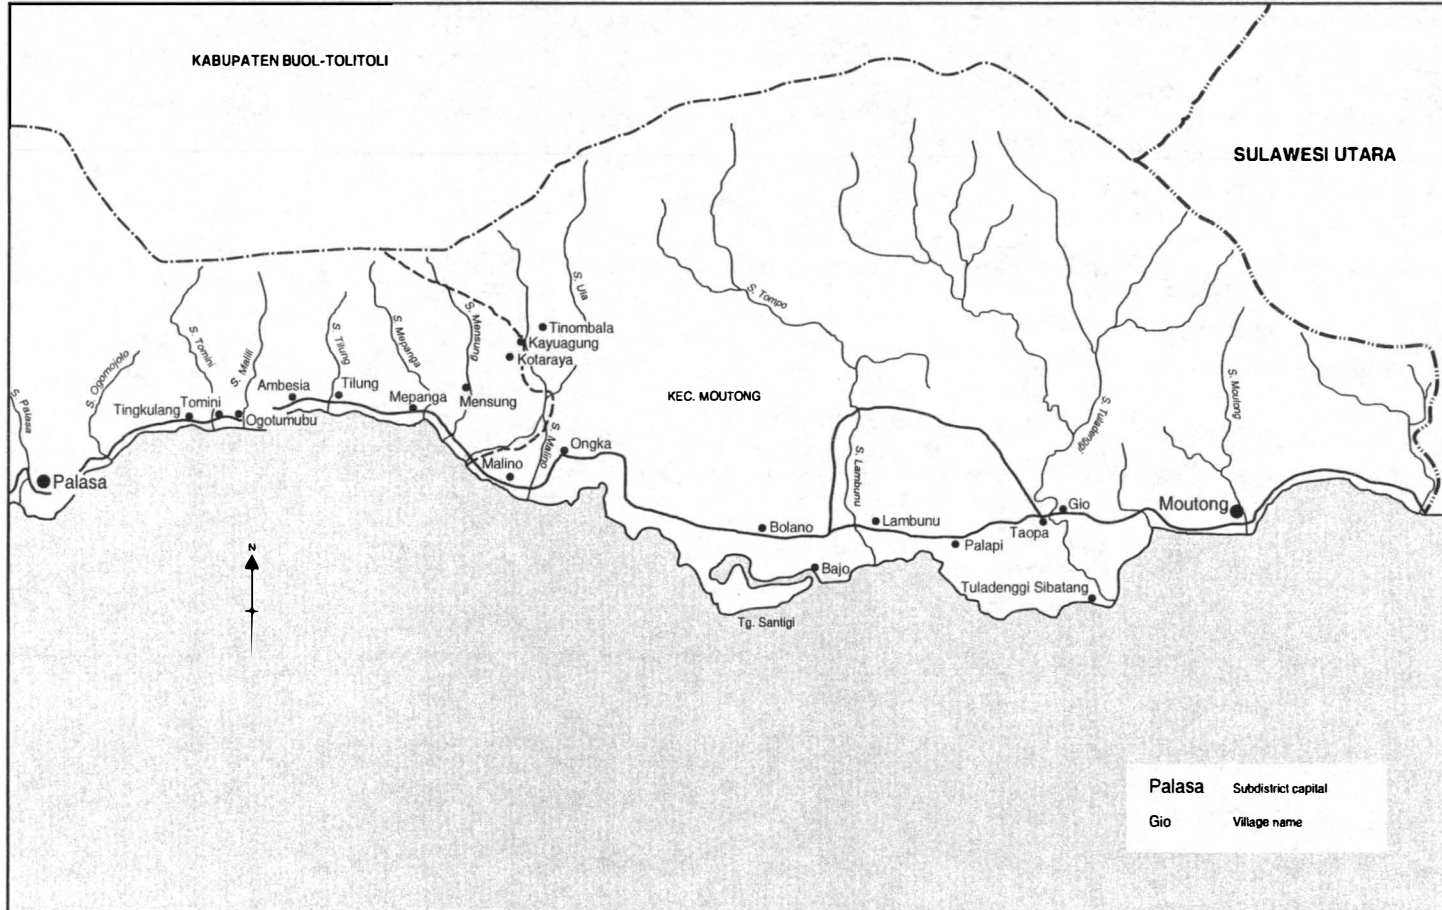 KABUPATEN BUOL-TOLITOLI
SULAWESI UTARA
S. Ula
S. Tompo
S. Mensung
Tinombala
S. Tomini
S. Tilung
S. Mepanga
Kayuagung
Kotaraya
S. Ogomojolo
S. Malili
S. Palasa
Ambesia
Tilung
Mepanga
Mensung
KEC. MOUTONG
S. Moutong
Tingkulang
Tomini
Ogotumubu
S. Tuladenggi
S. Malino
Ongka
Malino
S. Lambunu
Palasa
Moutong
Gio
Bolano
Lambunu
Taopa
Palapi
N
Bajo
Tuladenggi Sibatang
Tg. Santigi
Palasa Subdistrict capital
Gio Village name